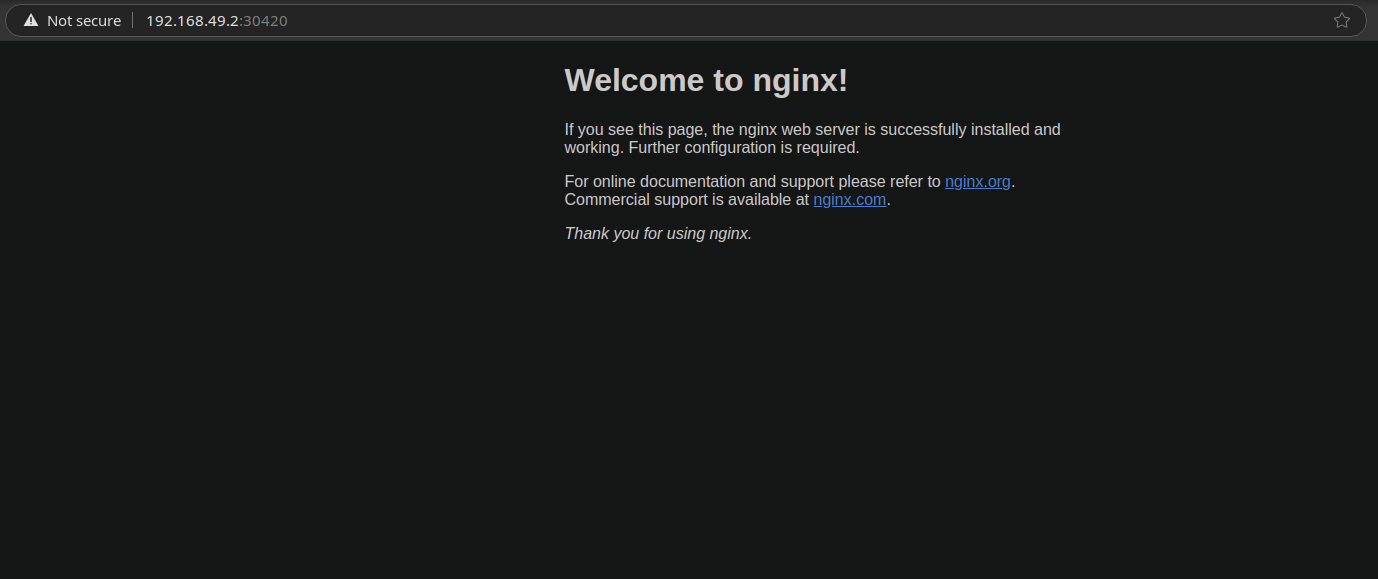 Not secure 192.168.49.2:30420
Welcome to nginx!
If you see this page, the nginx web server is successfully installed and
working. Further configuration is required.
For online documentation and support please refer to nginx.org.
Commercial support is available at nginx.com.
Thank you for using nginx.